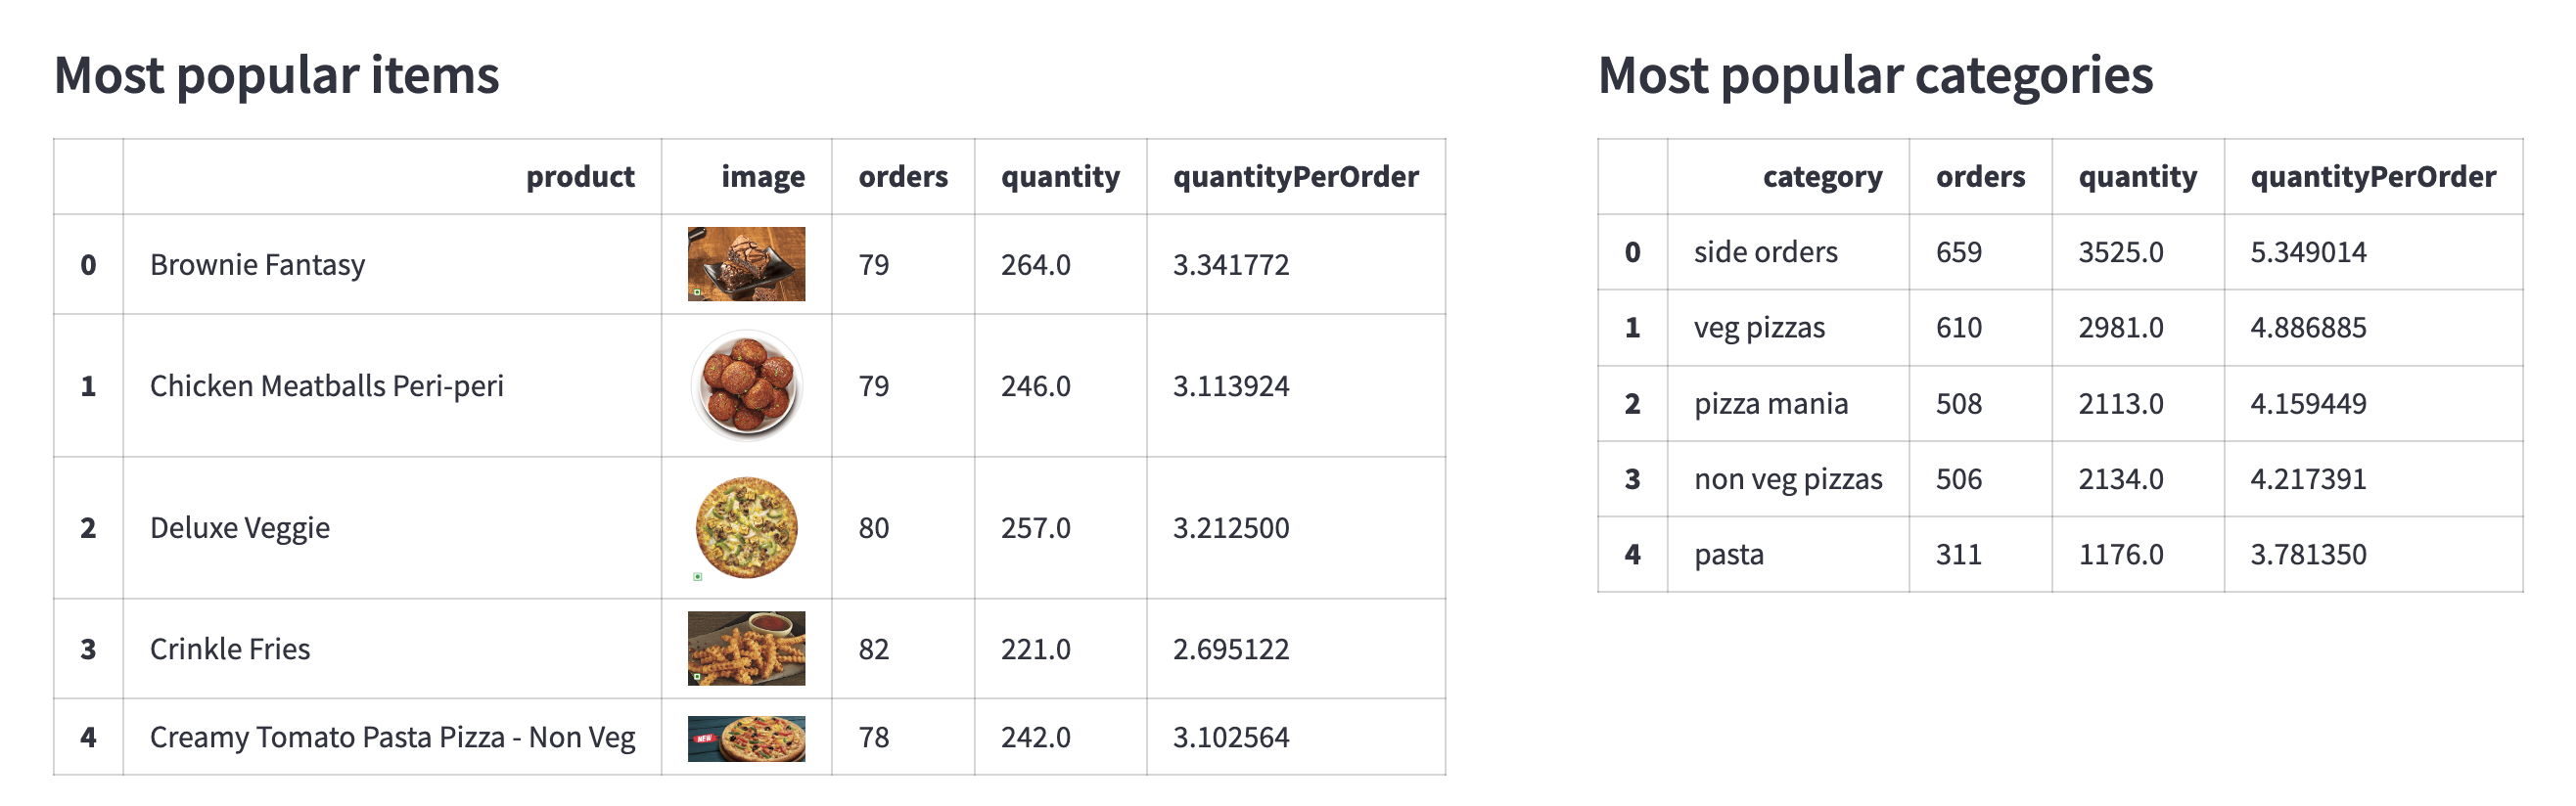 Most popular items
product image orders quantity quantityPerOrder
0 Brownie Fantasy 79 264.0 3.341772
1 Chicken Meatballs Peri-peri 79 246.0 3.113924
2 Deluxe Veggie 80 257.0 3.212500
3 Crinkle Fries 82 221.0 2.695122
4 Creamy Tomato Pasta Pizza - Non Veg NEW 78 242.0 3.102564
Most popular categories
category orders quantity quantityPerOrder
0 side orders 659 3525.0 5.349014
1 veg pizzas 610 2981.0 4.886885
2 pizza mania 508 2113.0 4.159449
3 non veg pizzas 506 2134.0 4.217391
4 pasta 311 1176.0 3.781350